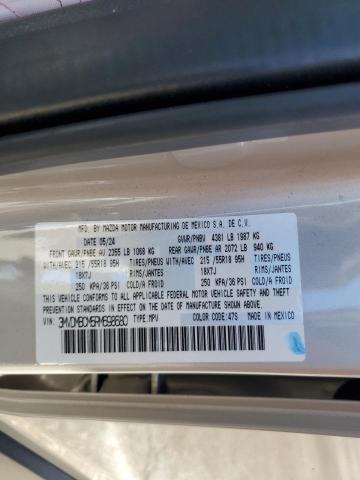 MFD. BY MAZDA MOTOR MANUFACTURING DE MEXICO S.A. DE C.V.
DATE 05/24 GVWR/PNBV 4381 LB 1987 KG
FRONT GAWR/PNBE AV 2355 LB 1068 KG REAR GAWR/PNBE AR 2072 LB 940 KG
WITH/AVEC 215/55R18 95H TIRES/PNEUS WITH/AVEC 215/55R18 95H TIRES/PNEUS
18X7J RIMS/JANTES 18X7J RIMS/JANTES
250 KPA/36 PSI COLD/A FROID 250 KPA/36 PSI COLD/A FROID
THIS VEHICLE CONFORMS TO ALL APPLICABLE U.S. FEDERAL MOTOR VEHICLE SAFETY, BUMPER, AND
THEFT PREVENTION STANDARDS IN EFFECT ON THE DATE OF MANUFACTURE SHOWN ABOVE.
VIN: TYPE: MPV COLOR CODE: 47S MADE IN MEXICO